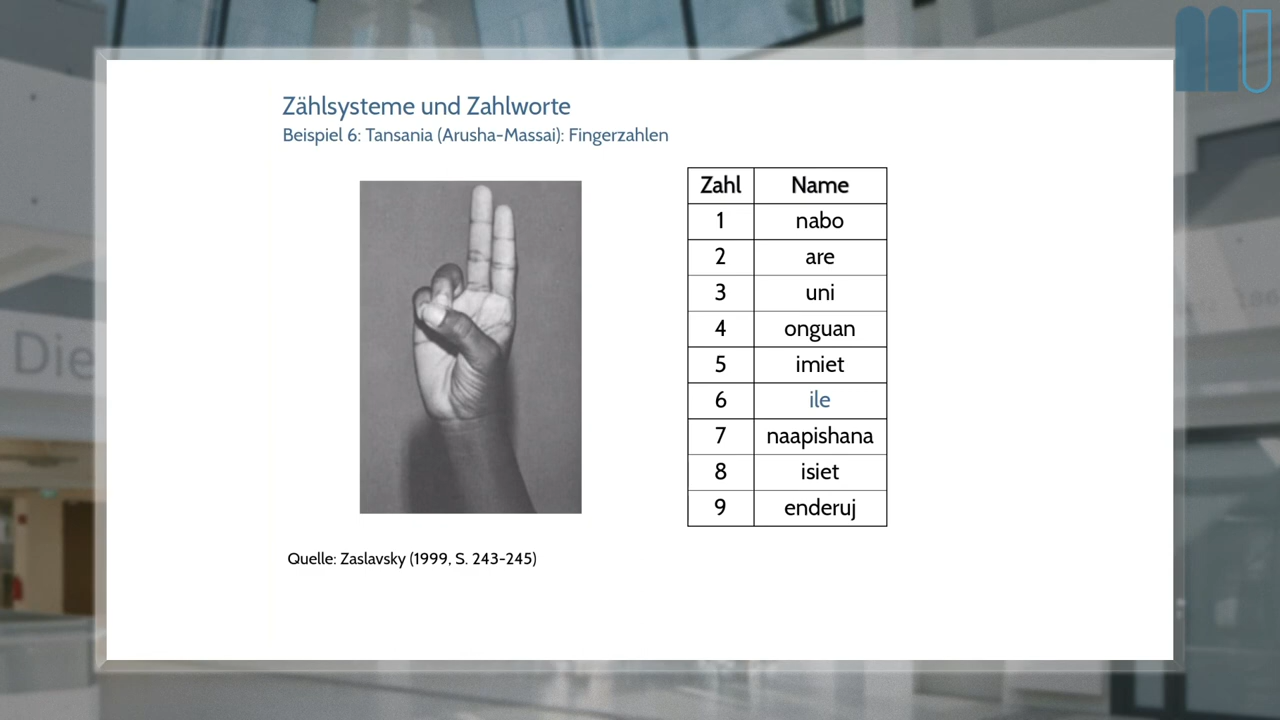 Zählsysteme und Zahlworte
Beispiel 6: Tansania (Arusha-Massai): Fingerzahlen
Zahl Name
1 nabo
2 are
3 uni
4 onguan
5 imiet
6 ile
7 naapishana
8 isiet
9 enderuj
Quelle: Zaslavsky (1999, S. 243-245)
Die